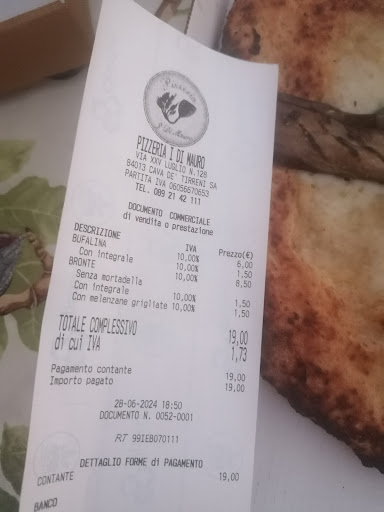 Pizzeria
I Di Mauro
PIZZERIA I DI MAURO
VIA XXV LUGLIO N.128
84013 CAVA DE' TIRRENI SA
PARTITA IVA 06056670653
TEL. 089 21 42 111
DOCUMENTO COMMERCIALE
di vendita o prestazione
DESCRIZIONE IVA Prezzo(€)
BUFALINA 10,00% 6,00
Con integrale 10,00% 1,50
BRONTE 10,00% 8,50
Senza mortadella
Con integrale 10,00% 1,50
Con melenzane grigliate 10,00% 1,50
TOTALE COMPLESSIVO 19,00
di cui IVA 1,73
Pagamento contante 19,00
Importo pagato 19,00
28-06-2024 18:50
DOCUMENTO N. 0052-0001
RT 99IEB070111
DETTAGLIO FORME di PAGAMENTO
CONTANTE 19,00
BANCO